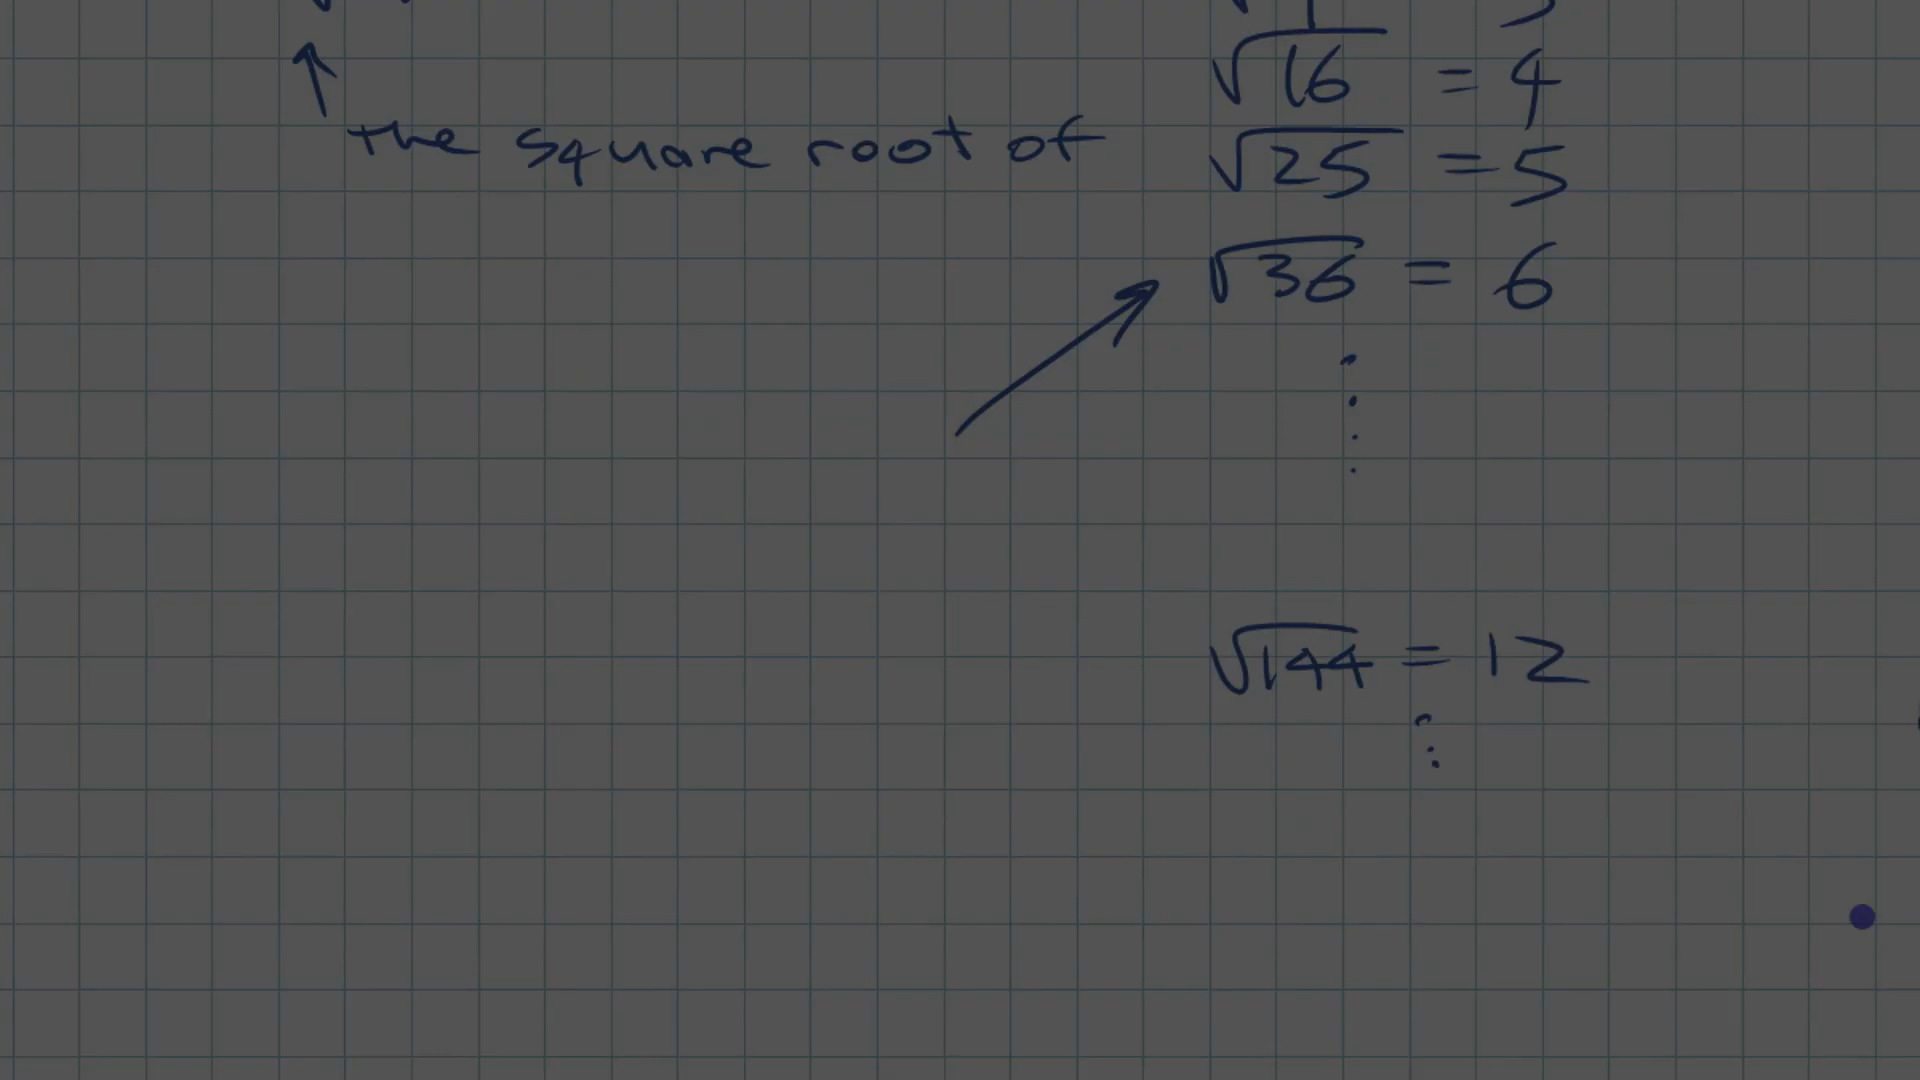 √16 = 4
the square root of
√25 = 5
√36 = 6
√144 = 12